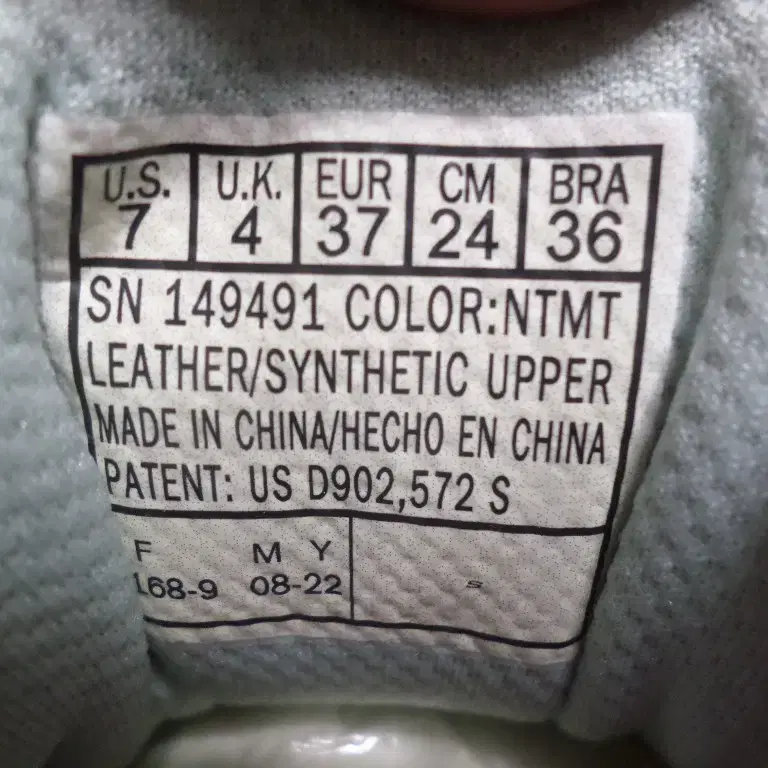 U.S. U.K. EUR CM BRA
7 4 37 24 36
SN 149491 COLOR:NTMT
LEATHER/SYNTHETIC UPPER
MADE IN CHINA/HECHO EN CHINA
PATENT: US D902,572 S
F M Y
L68-9 08-22 S